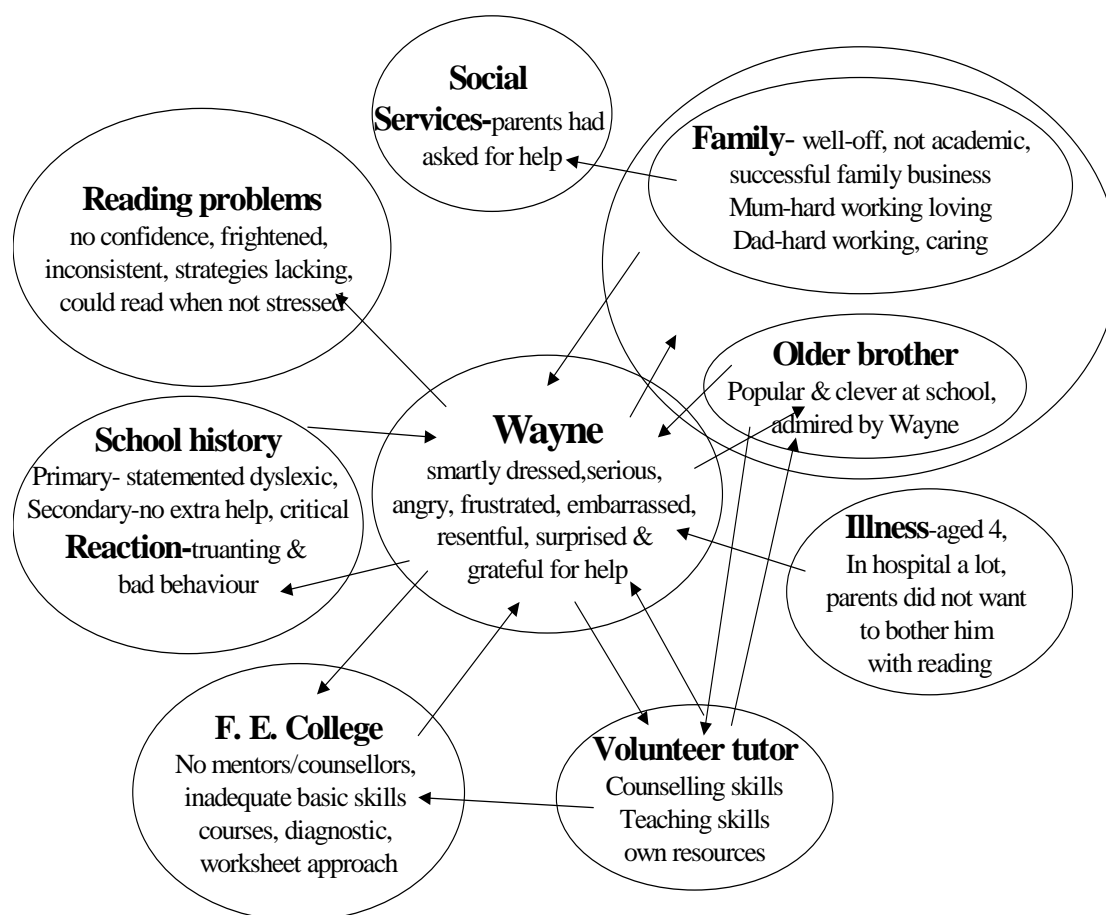 Social
Services-parents had
asked for help
Family- well-off, not academic,
successful family business
Mum-hard working loving
Dad-hard working, caring
Reading problems
no confidence, frightened,
inconsistent, strategies lacking,
could read when not stressed
Older brother
Popular & clever at school,
admired by Wayne
Wayne
smartly dressed,serious,
angry, frustrated, embarrassed,
resentful, surprised &
grateful for help
School history
Primary- statemented dyslexic,
Secondary-no extra help, critical
Reaction-truanting &
bad behaviour
Illness-aged 4,
In hospital a lot,
parents did not want
to bother him
with reading
F. E. College
No mentors/counsellors,
inadequate basic skills
courses, diagnostic,
worksheet approach
Volunteer tutor
Counselling skills
Teaching skills
own resources